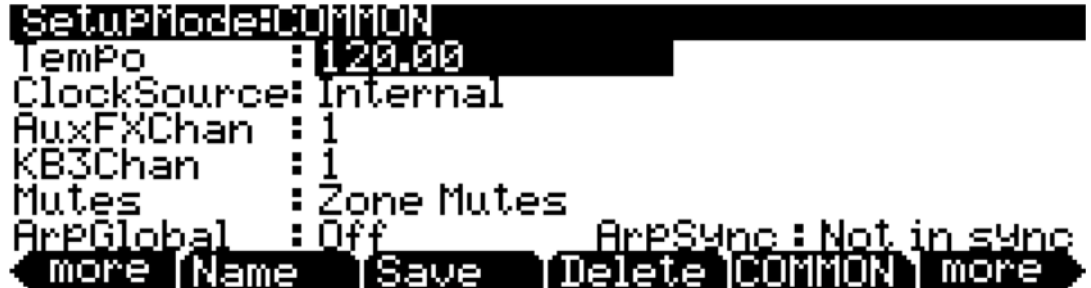 SetupMode:COMMON
Tempo : 120.00
ClockSource: Internal
AuxFXChan : 1
KB3Chan : 1
Mutes : Zone Mutes
ArpGlobal : Off ArpSync : Not in sync
more Name Save Delete COMMON more